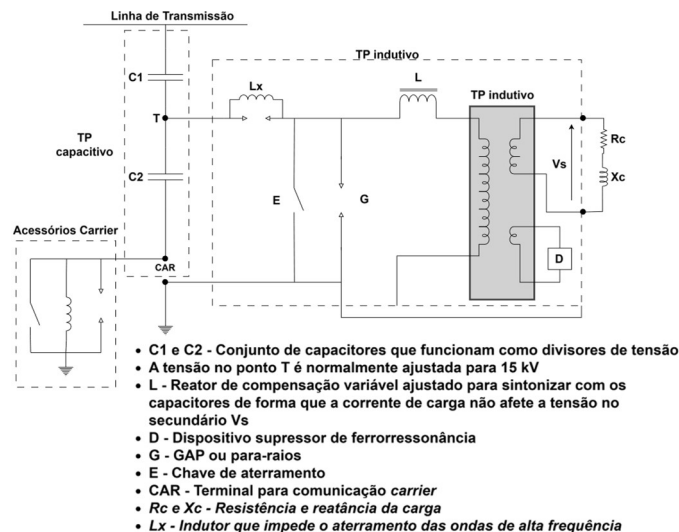 Linha de Transmissão
TP indutivo
C1
Lx
L
TP indutivo
T
TP
capacitivo
Rc
Vs
Xc
C2
E
G
Acessórios Carrier
D
CAR
• C1 e C2 - Conjunto de capacitores que funcionam como divisores de tensão
• A tensão no ponto T é normalmente ajustada para 15 kV
• L - Reator de compensação variável ajustado para sintonizar com os
capacitores de forma que a corrente de carga não afete a tensão no
secundário Vs
• D - Dispositivo supressor de ferrorressonância
• G - GAP ou para-raios
• E - Chave de aterramento
• CAR - Terminal para comunicação carrier
• Rc e Xc - Resistência e reatância da carga
• Lx - Indutor que impede o aterramento das ondas de alta frequência